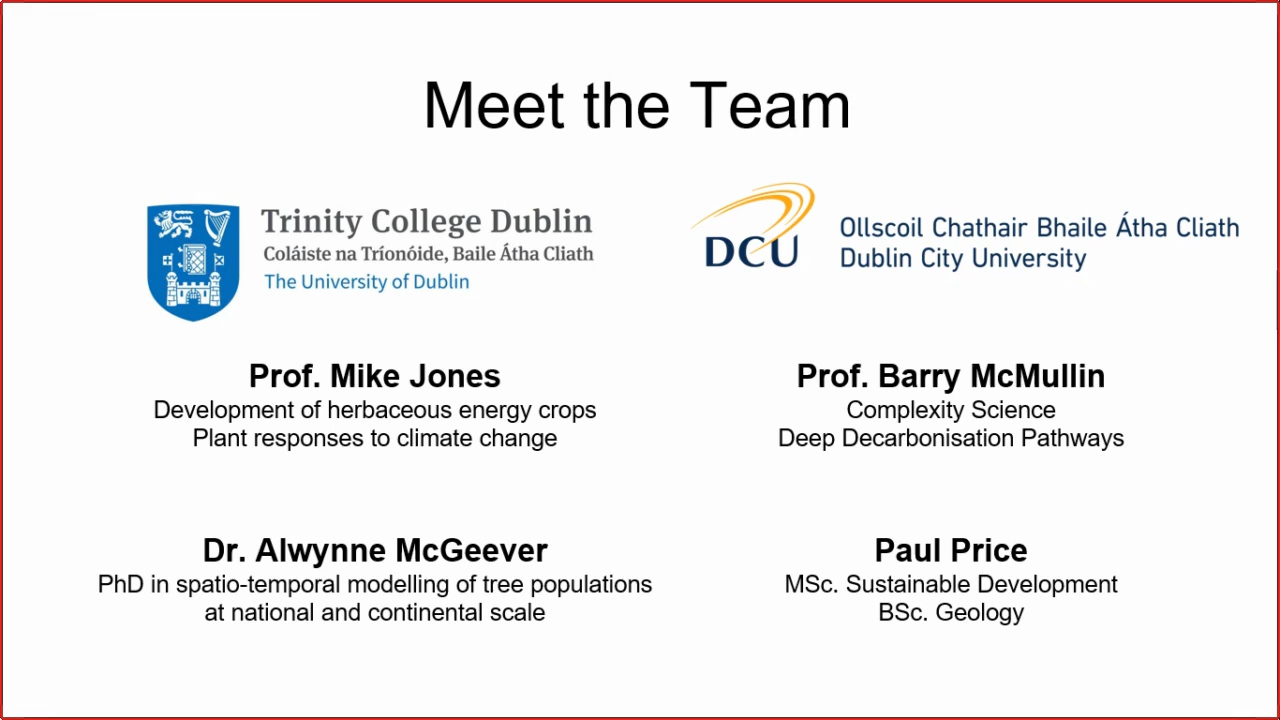 Meet the Team
Trinity College Dublin
Coláiste na Tríonóide, Baile Átha Cliath
The University of Dublin
DCU
Ollscoil Chathair Bhaile Átha Cliath
Dublin City University
Prof. Mike Jones
Development of herbaceous energy crops
Plant responses to climate change
Prof. Barry McMullin
Complexity Science
Deep Decarbonisation Pathways
Dr. Alwynne McGeever
PhD in spatio-temporal modelling of tree populations
at national and continental scale
Paul Price
MSc. Sustainable Development
BSc. Geology